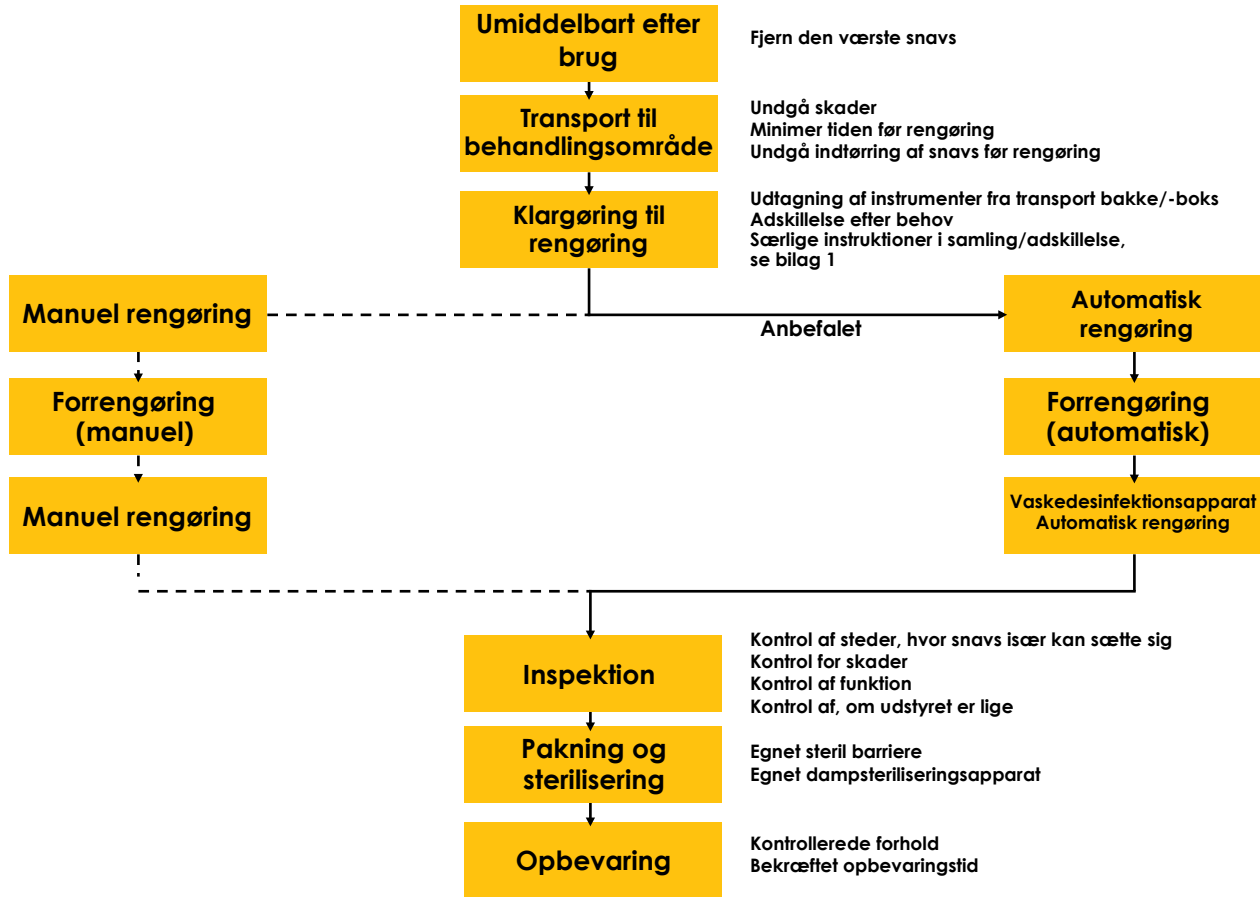 Umiddelbart efter
brug
Fjern den værste snavs
Transport til
behandlingsområde
Undgå skader
Minimer tiden før rengøring
Undgå indtørring af snavs før rengøring
Klargøring til
rengøring
Udtagning af instrumenter fra transport bakke/-boks
Adskillelse efter behov
Særlige instruktioner i samling/adskillelse,
se bilag 1
Manuel rengøring
Anbefalet
Automatisk
rengøring
Forrengøring
(manuel)
Forrengøring
(automatisk)
Manuel rengøring
Vaskedesinfektionsapparat
Automatisk rengøring
Inspektion
Kontrol af steder, hvor snavs især kan sætte sig
Kontrol for skader
Kontrol af funktion
Kontrol af, om udstyret er lige
Pakning og
sterilisering
Egnet steril barriere
Egnet dampsteriliseringsapparat
Opbevaring
Kontrollerede forhold
Bekræftet opbevaringstid